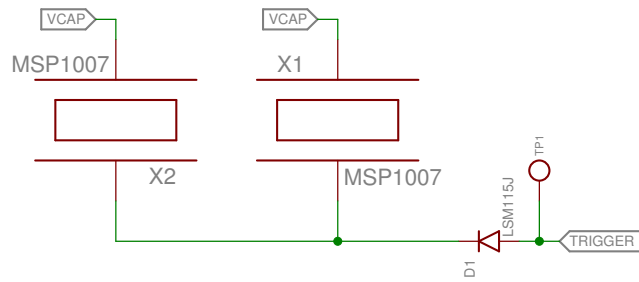 VCAP
VCAP
MSP1007
X1
X2
MSP1007
TP1
LSM115J
D1
TRIGGER